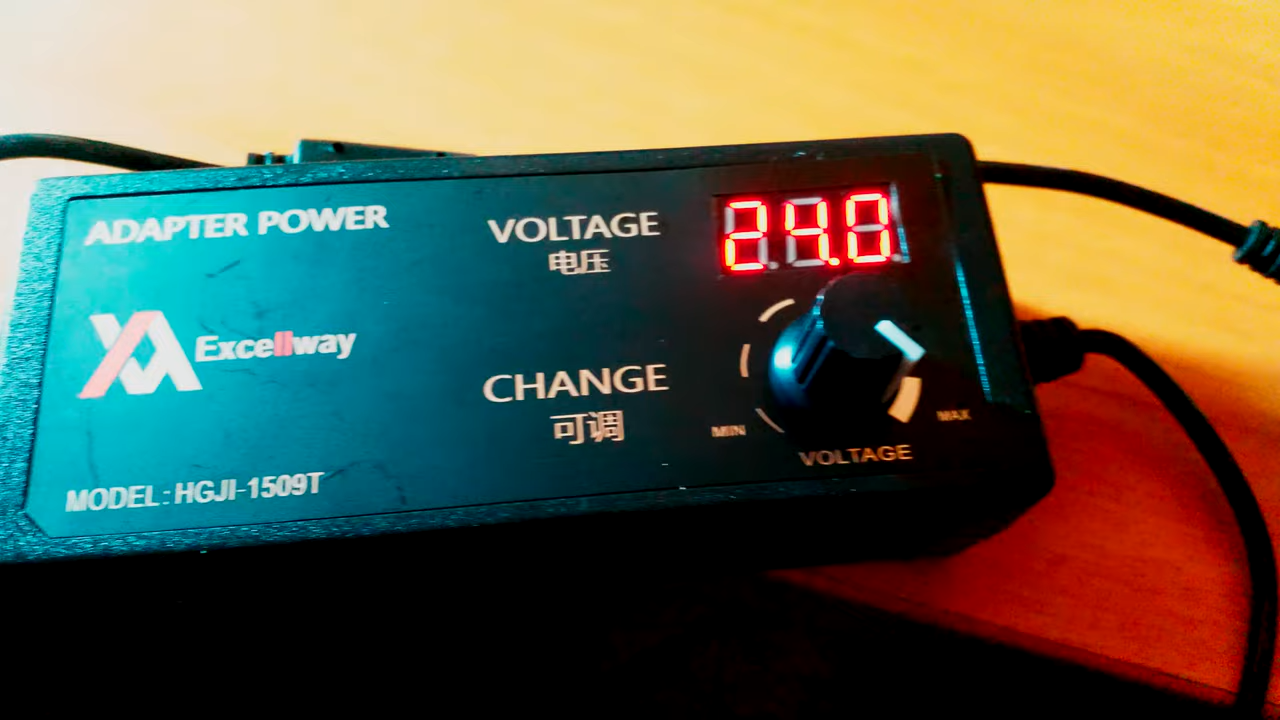 ADAPTER POWER
VOLTAGE
电压
24.0
Excellway
CHANGE
可调
MIN
MAX
VOLTAGE
MODEL: HGJI-1509T